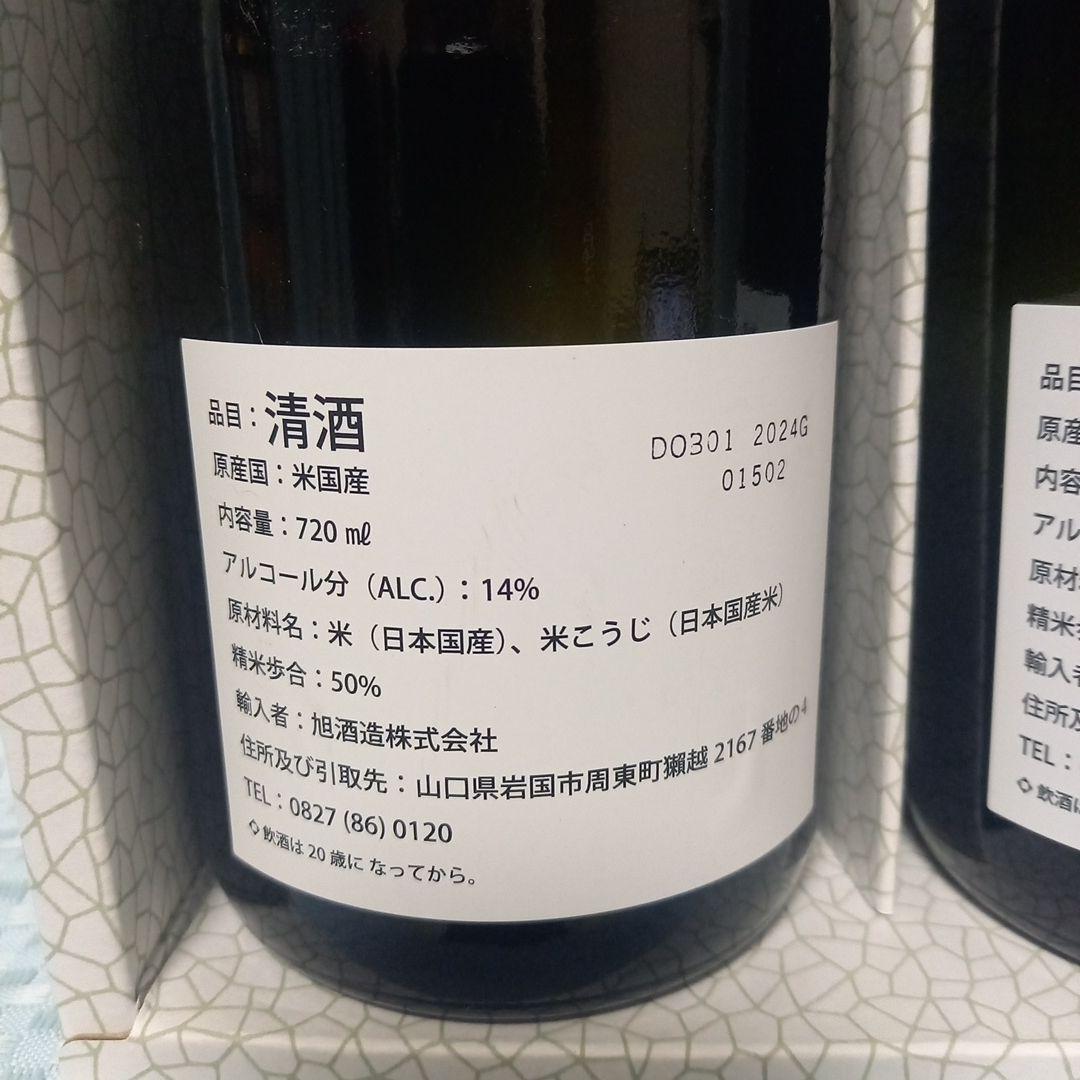 品目：清酒
原産国：米国産
内容量：720 ㎖
アルコール分（ALC.）：14%
原材料名：米（日本国産）、米こうじ（日本国産米）
精米歩合：50%
輸入者：旭酒造株式会社
住所及び引取先：山口県岩国市周東町獺越 2167 番地の4
TEL：0827 (86) 0120
◇飲酒は 20 歳に なってから。
DOB01 2024G
01502
品目
原産
内容
アル
原材
精米
輸入者
住所及
TEL：
◇飲酒は